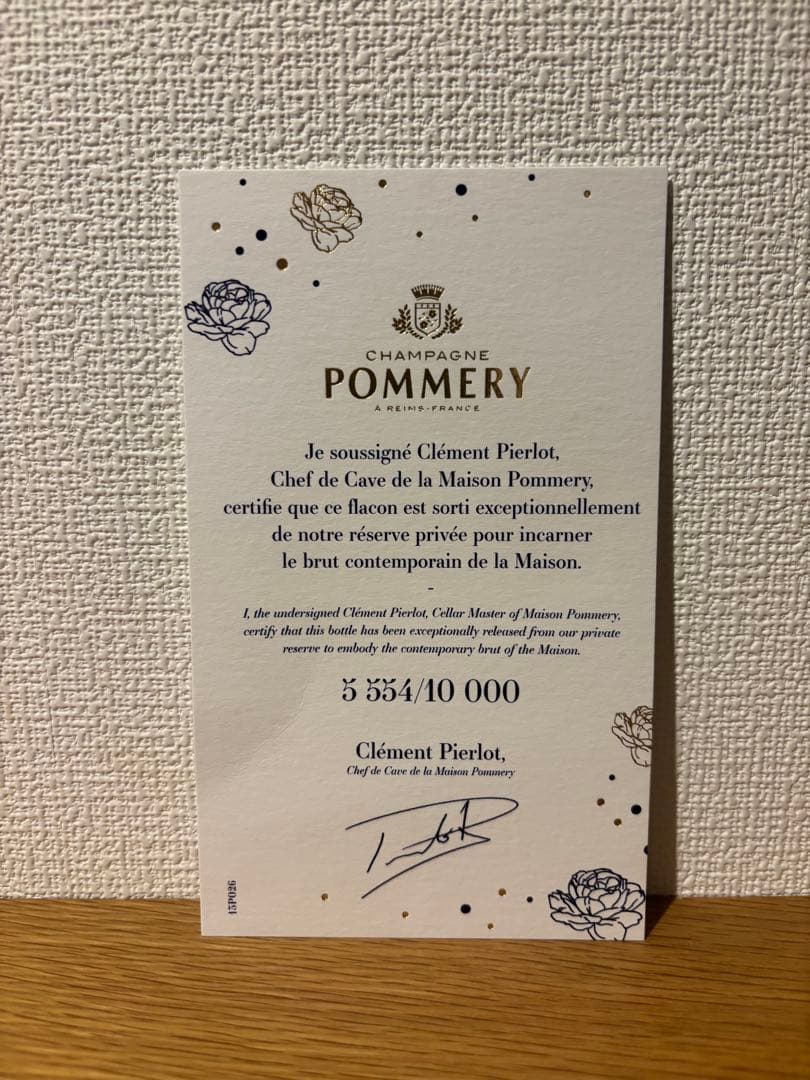 CHAMPAGNE
POMMERY
À REIMS-FRANCE
Je soussigné Clément Pierlot,
Chef de Cave de la Maison Pommery,
certifie que ce flacon est sorti exceptionnellement
de notre réserve privée pour incarner
le brut contemporain de la Maison.
-
I, the undersigned Clément Pierlot, Cellar Master of Maison Pommery,
certify that this bottle has been exceptionally released from our private
reserve to embody the contemporary brut of the Maison.
5 554/10 000
Clément Pierlot,
Chef de Cave de la Maison Pommery
15PO26